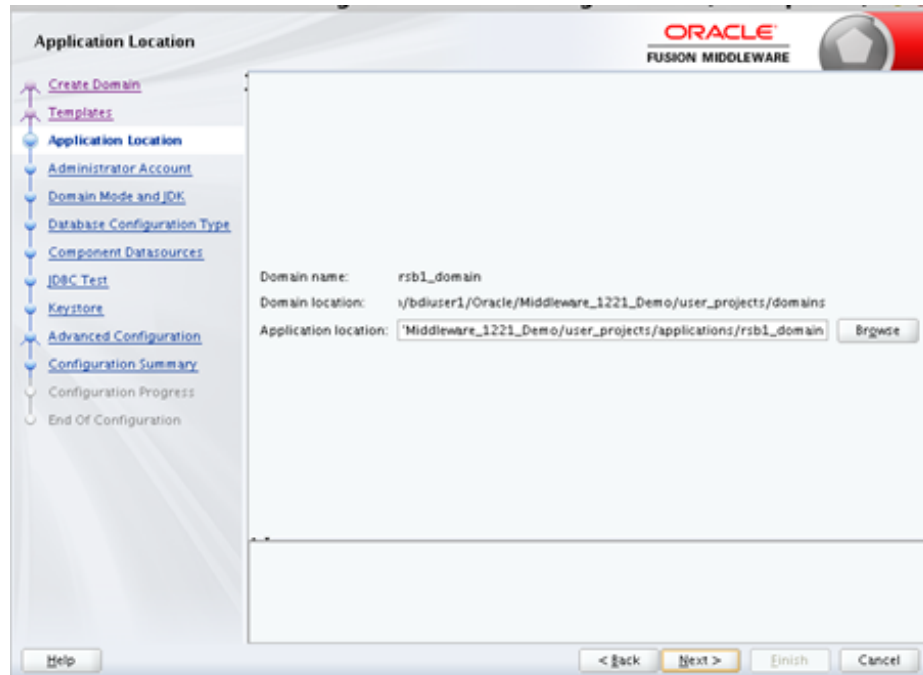 Application Location
ORACLE
FUSION MIDDLEWARE
Create Domain
Templates
Application Location
Administrator Account
Domain Mode and JDK
Database Configuration Type
Component Datasources
JDBC Test
Keystore
Advanced Configuration
Configuration Summary
Configuration Progress
End Of Configuration
Domain name: rsb1_domain
Domain location: /bdiuser1/Oracle/Middleware_1221_Demo/user_projects/domains
Application location: 'Middleware_1221_Demo/user_projects/applications/rsb1_domain Browse
Help < Back Next > Finish Cancel